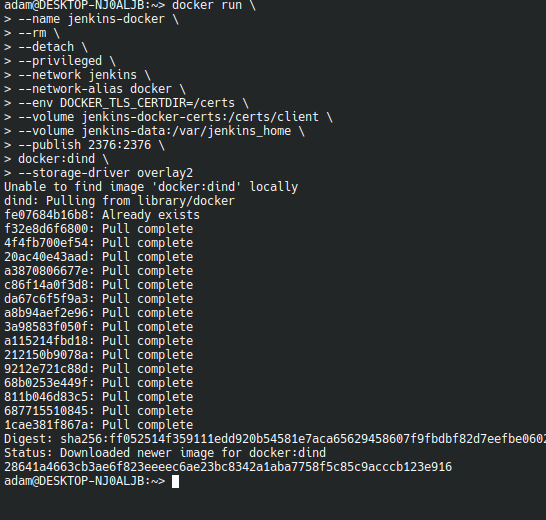 adam@DESKTOP-NJ0ALJB:~> docker run \
> --name jenkins-docker \
> --rm \
> --detach \
> --privileged \
> --network jenkins \
> --network-alias docker \
> --env DOCKER_TLS_CERTDIR=/certs \
> --volume jenkins-docker-certs:/certs/client \
> --volume jenkins-data:/var/jenkins_home \
> --publish 2376:2376 \
> docker:dind \
> --storage-driver overlay2
Unable to find image 'docker:dind' locally
dind: Pulling from library/docker
fe07684b16b8: Already exists
f32e8d6f6800: Pull complete
4f4fb700ef54: Pull complete
20ac40e43aad: Pull complete
a3870806677e: Pull complete
c86f14a0f3d8: Pull complete
da67c6f5f9a3: Pull complete
a8b94aef2e96: Pull complete
3a98583f050f: Pull complete
a115214fbd18: Pull complete
212150b9078a: Pull complete
9212e721c88d: Pull complete
68b0253e449f: Pull complete
811b046d83c5: Pull complete
687715510845: Pull complete
1cae381f867a: Pull complete
Digest: sha256:ff052514f359111edd920b54581e7aca65629458607f9fbdbf82d7eefbe0602
Status: Downloaded newer image for docker:dind
28641a4663cb3ae6f823eeeec6ae23bc8342a1aba7758f5c85c9acccb123e916
adam@DESKTOP-NJ0ALJB:~>